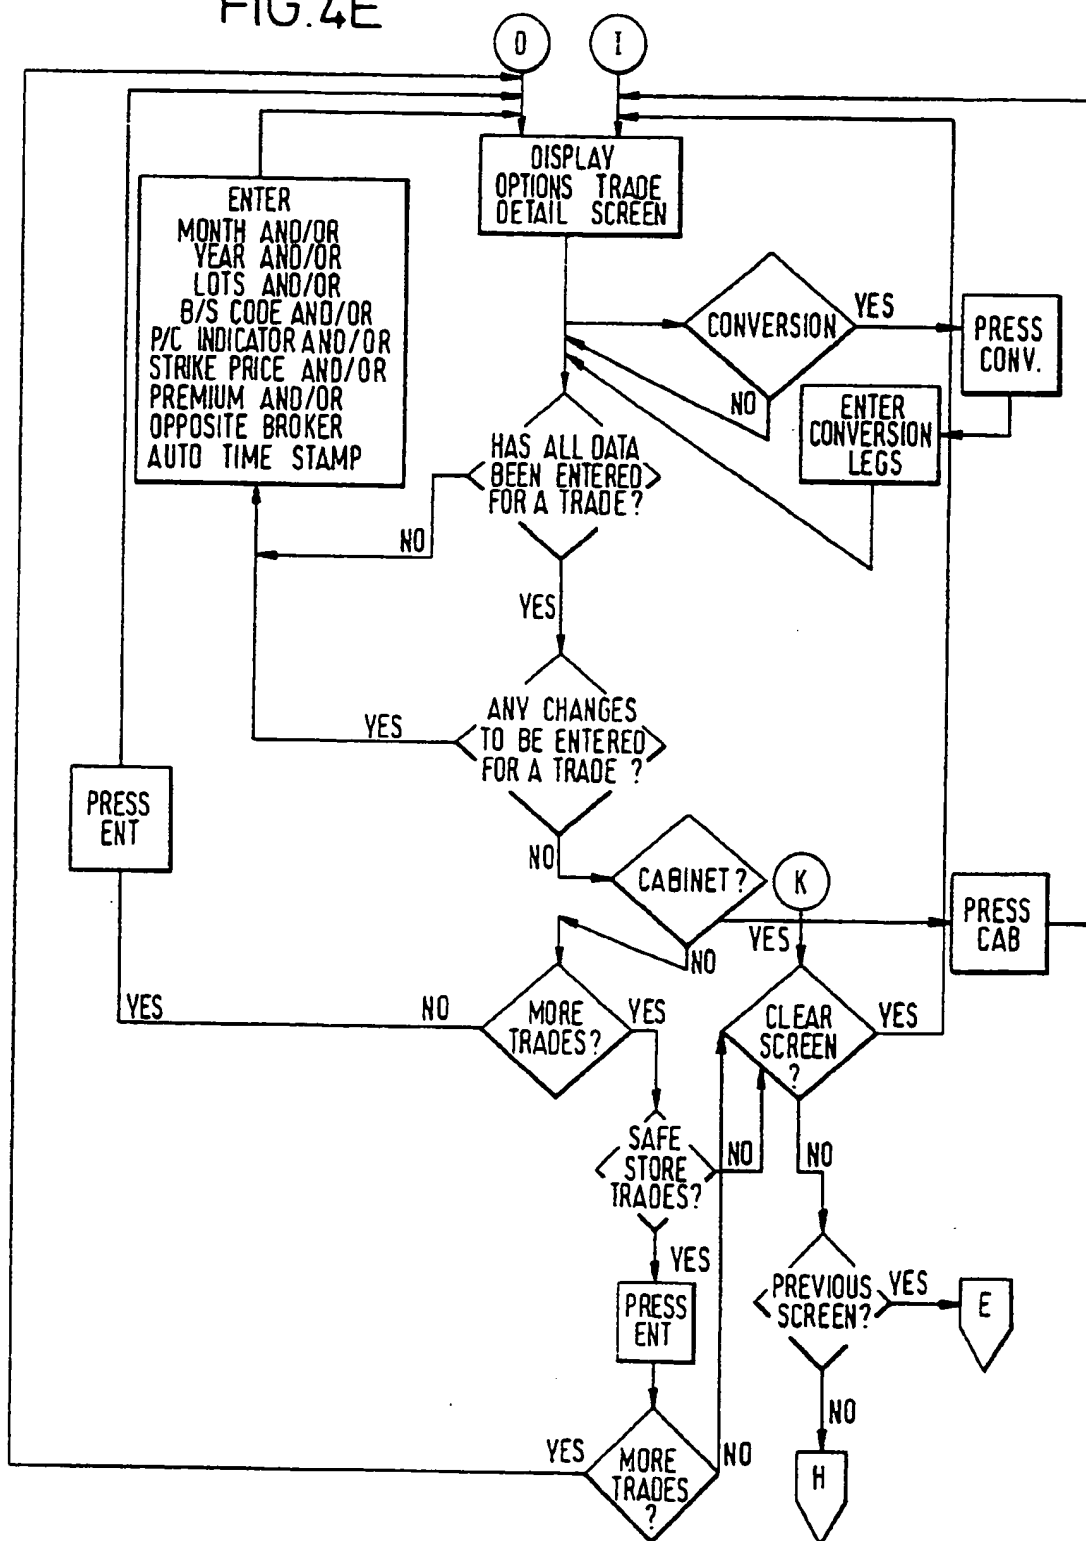 FIG.4E
O
I
DISPLAY
OPTIONS TRADE
DETAIL SCREEN
ENTER
MONTH AND/OR
YEAR AND/OR
LOTS AND/OR
B/S CODE AND/OR
P/C INDICATOR AND/OR
STRIKE PRICE AND/OR
PREMIUM AND/OR
OPPOSITE BROKER
AUTO TIME STAMP
CONVERSION
YES
PRESS
CONV.
NO
ENTER
CONVERSION
LEGS
HAS ALL DATA
BEEN ENTERED
FOR A TRADE?
NO
YES
ANY CHANGES
TO BE ENTERED
FOR A TRADE ?
YES
PRESS
ENT
NO
CABINET?
K
PRESS
CAB
YES
NO
YES
NO
MORE
TRADES?
YES
CLEAR
SCREEN
?
YES
SAFE
STORE
TRADES?
NO
NO
YES
PRESS
ENT
PREVIOUS
SCREEN?
YES
E
NO
YES
MORE
TRADES
?
NO
H